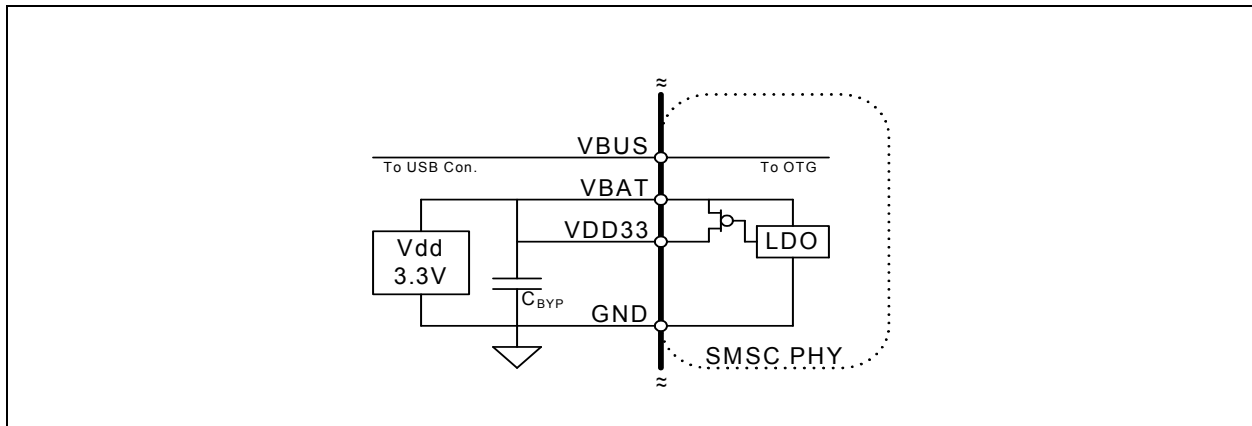 ≈
VBUS
To USB Con.
To OTG
VBAT
VDD33
LDO
Vdd
3.3V
CBYP
GND
SMSC PHY
≈